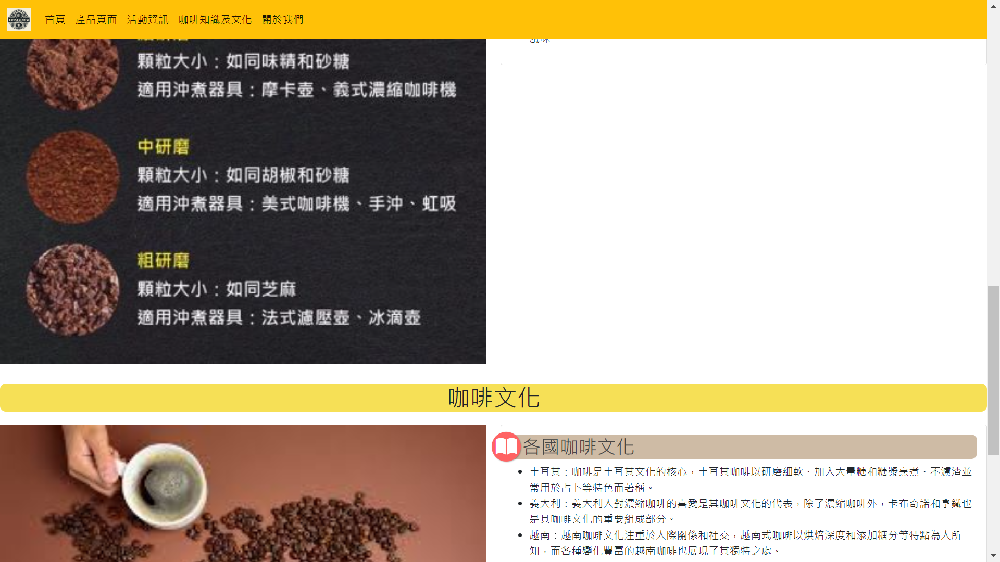 ARTISANBREW
首頁 產品頁面 活動資訊 咖啡知識及文化 關於我們
風味。
顆粒大小：如同味精和砂糖
適用沖煮器具：摩卡壺、義式濃縮咖啡機
中研磨
顆粒大小：如同胡椒和砂糖
適用沖煮器具：美式咖啡機、手沖、虹吸
粗研磨
顆粒大小：如同芝麻
適用沖煮器具：法式濾壓壺、冰滴壺
咖啡文化
各國咖啡文化
土耳其：咖啡是土耳其文化的核心，土耳其咖啡以研磨細軟、加入大量糖和糖漿烹煮、不濾渣並
常用於占卜等特色而著稱。
義大利：義大利人對濃縮咖啡的喜愛是其咖啡文化的代表，除了濃縮咖啡外，卡布奇諾和拿鐵也
是其咖啡文化的重要組成部分。
越南：越南咖啡文化注重於人際關係和社交，越南式咖啡以烘焙深度和添加糖分等特點為人所
知，而各種變化豐富的越南咖啡也展現了其獨特之處。